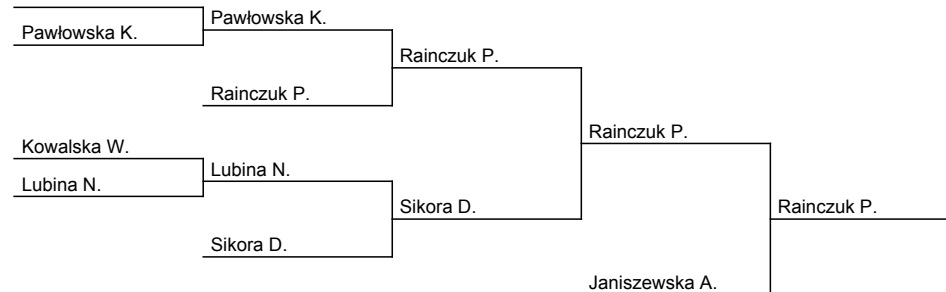 Pawłowska K.
Pawłowska K.
Rainczuk P.
Rainczuk P.
Kowalska W.
Lubina N.
Lubina N.
Sikora D.
Sikora D.
Rainczuk P.
Janiszewska A.
Rainczuk P.